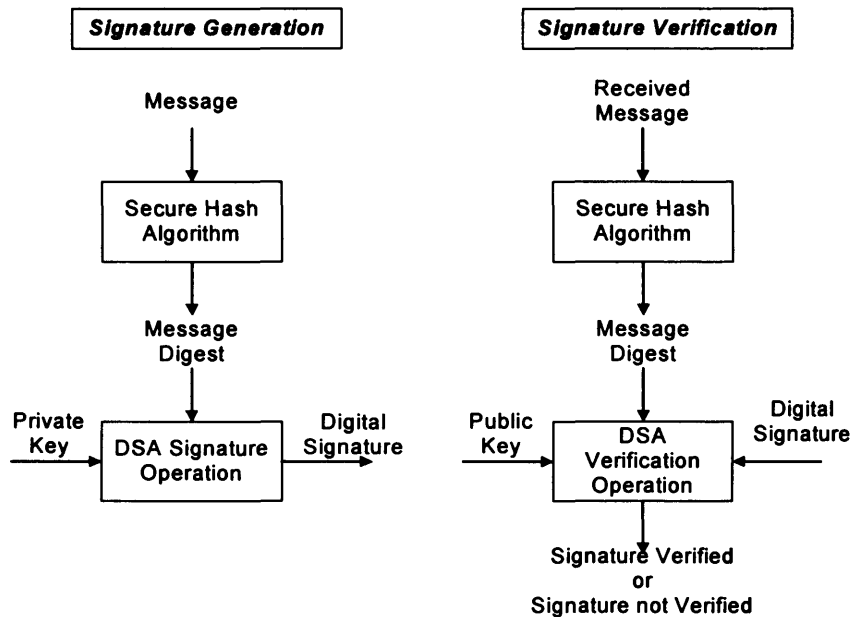 Signature Generation
Message
Secure Hash
Algorithm
Message
Digest
Private
Key
DSA Signature
Operation
Digital
Signature
Signature Verification
Received
Message
Secure Hash
Algorithm
Message
Digest
Public
Key
DSA
Verification
Operation
Digital
Signature
Signature Verified
or
Signature not Verified